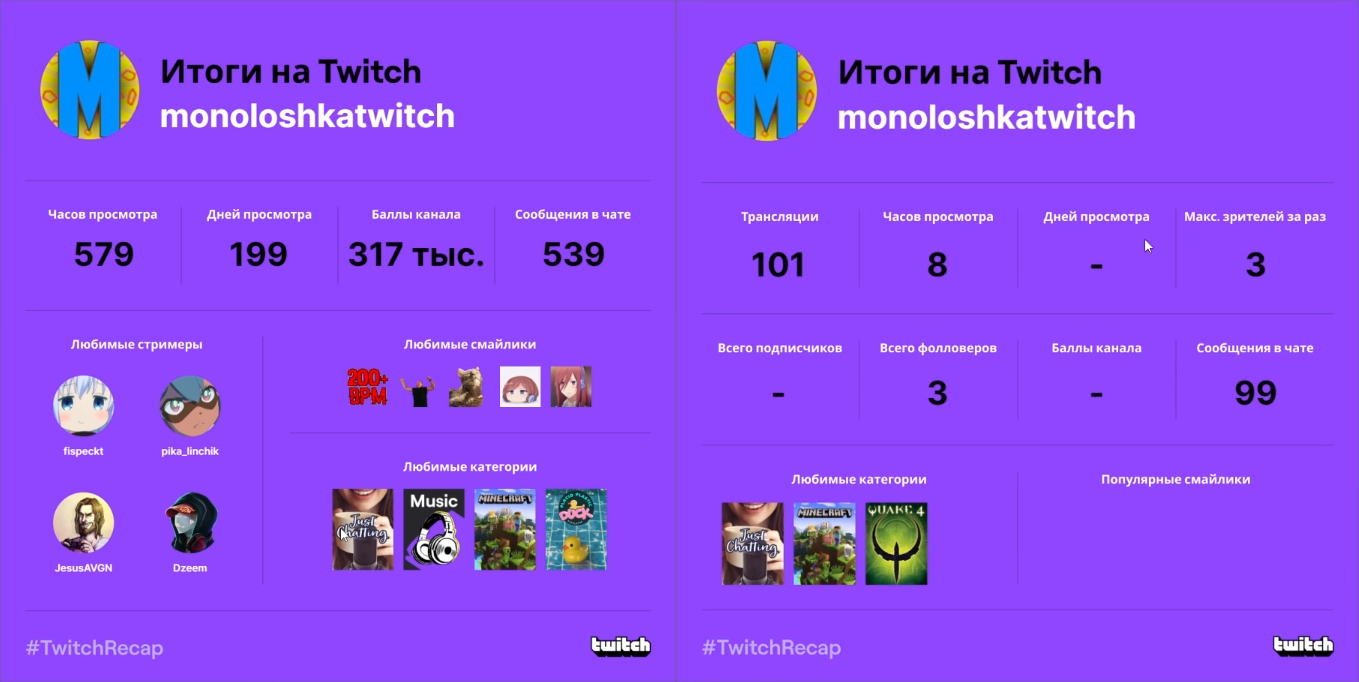 M
Итоги на Twitch
monoloshkatwitch
Часов просмотра
Дней просмотра
Баллы канала
Сообщения в чате
579
199
317 тыс.
539
Любимые стримеры
fispeckt
pika_linchik
JesusAVGN
Dzeem
Любимые смайлики
200+
BPM
Любимые категории
Just
Chatting
Music
MINECRAFT
PLACID PLASTIC
DUCK
#TwitchRecap
twitch
M
Итоги на Twitch
monoloshkatwitch
Трансляции
Часов просмотра
Дней просмотра
Макс. зрителей за раз
101
8
-
3
Всего подписчиков
Всего фолловеров
Баллы канала
Сообщения в чате
-
3
-
99
Любимые категории
Just
Chatting
MINECRAFT
QUAKE 4
Популярные смайлики
#TwitchRecap
twitch